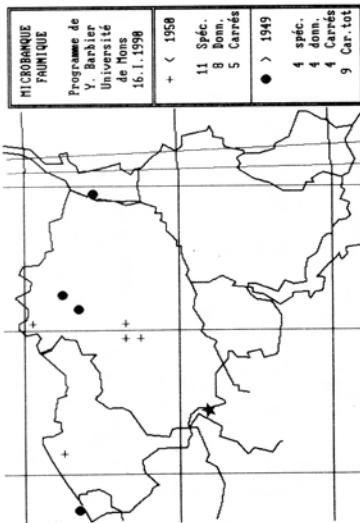 MICROBANQUE
FAUNIQUE
Programme de
Y. Barbier
Université
de Mons
16.I.1990
+ < 1950
11 Spéc.
8 Donn.
5 Carrés
● > 1949
4 spéc.
4 donn.
4 Carrés
9 Car.tot